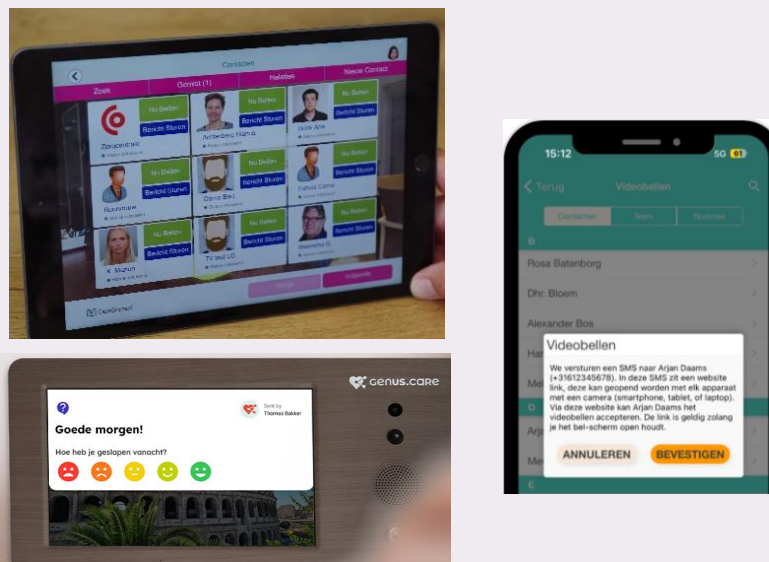 Contacten
Zoek
Gemist (1)
Relaties
Nieuw Contact
Nu Bellen
Bericht Sturen
Zorgcentrale
Nu Bellen
Bericht Sturen
Nu Bellen
Bericht Sturen
Nu Bellen
Bericht Sturen
Nu Bellen
Bericht Sturen
Nu Bellen
Bericht Sturen
Nu Bellen
Bericht Sturen
Nu Bellen
Bericht Sturen
TV test LG
Nu Bellen
Bericht Sturen
Volgende
genus.care
Sent by
Thomas Bakker
Goede morgen!
Hoe heb je geslapen vanacht?
15:12
5G 61
Terug
Videobellen
Contacten
Team
Nummer
B
Rosa Batenborg
Dhr. Bloem
Alexander Bos
Videobellen
We versturen een SMS naar Arjan Daams
(+31612345678). In deze SMS zit een website
link, deze kan geopend worden met elk apparaat
met een camera (smartphone, tablet, of laptop).
Via deze website kan Arjan Daams het
videobellen accepteren. De link is geldig zolang
je het bel-scherm open houdt.
ANNULEREN
BEVESTIGEN
D
E